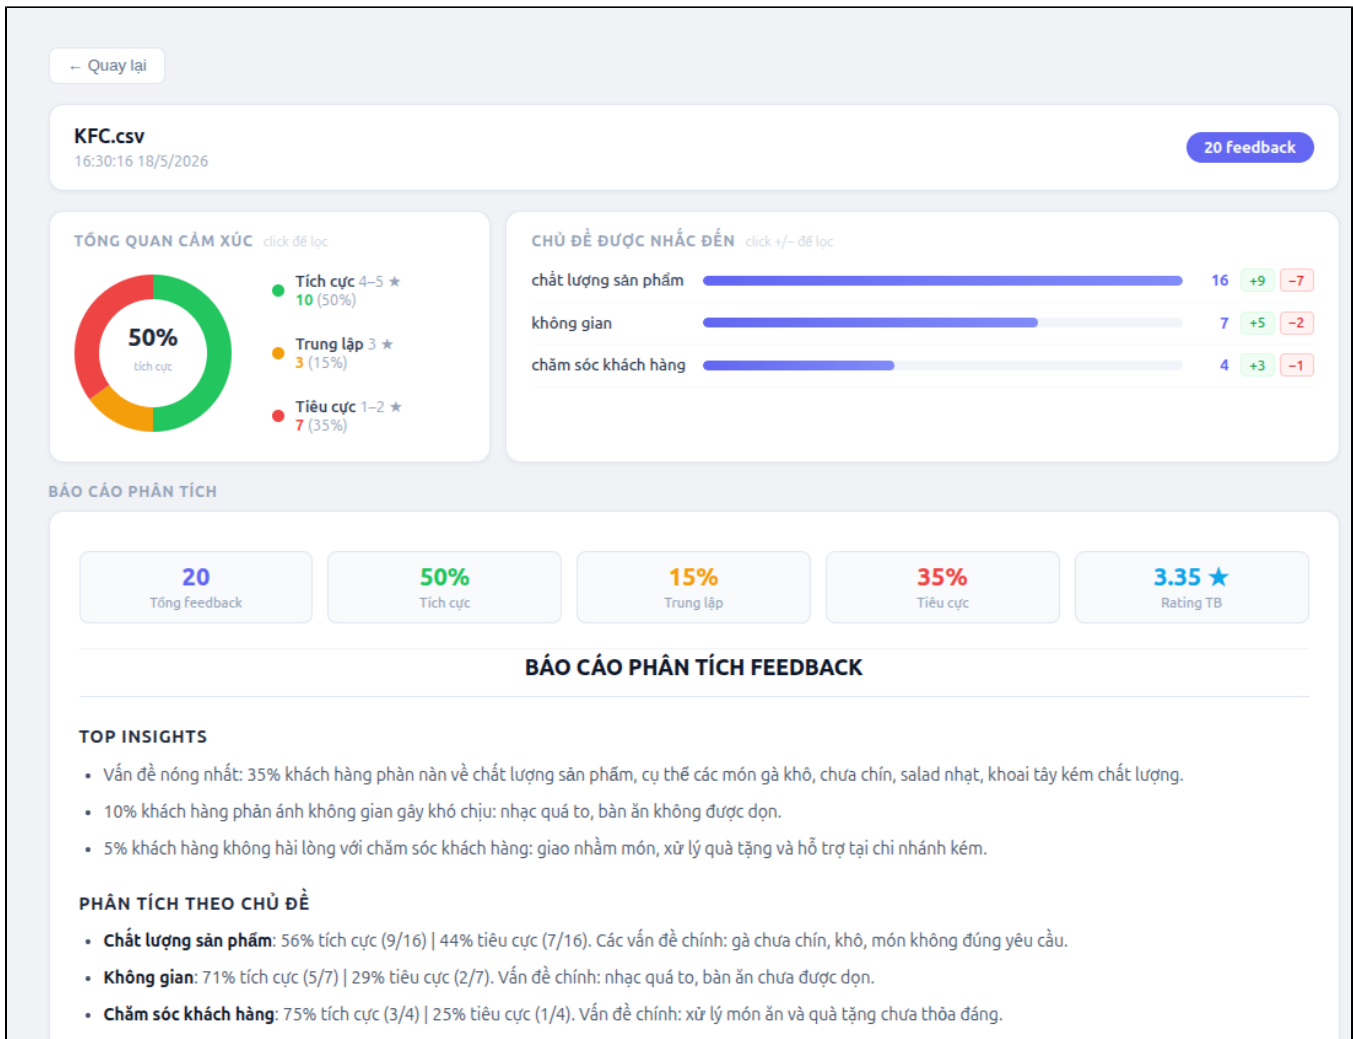 ← Quay lại
KFC.csv
16:30:16 18/5/2026
20 feedback
TỔNG QUAN CẢM XÚC click để lọc
50%
tích cực
Tích cực 4–5 ★
10 (50%)
Trung lập 3 ★
3 (15%)
Tiêu cực 1–2 ★
7 (35%)
CHỦ ĐỀ ĐƯỢC NHẮC ĐẾN click +/− để lọc
chất lượng sản phẩm 16 +9 −7
không gian 7 +5 −2
chăm sóc khách hàng 4 +3 −1
BÁO CÁO PHÂN TÍCH
20
Tổng feedback
50%
Tích cực
15%
Trung lập
35%
Tiêu cực
3.35 ★
Rating TB
BÁO CÁO PHÂN TÍCH FEEDBACK
TOP INSIGHTS
• Vấn đề nóng nhất: 35% khách hàng phàn nàn về chất lượng sản phẩm, cụ thể các món gà khô, chưa chín, salad nhạt, khoai tây kém chất lượng.
• 10% khách hàng phản ánh không gian gây khó chịu: nhạc quá to, bàn ăn không được dọn.
• 5% khách hàng không hài lòng với chăm sóc khách hàng: giao nhầm món, xử lý quà tặng và hỗ trợ tại chi nhánh kém.
PHÂN TÍCH THEO CHỦ ĐỀ
• Chất lượng sản phẩm: 56% tích cực (9/16) | 44% tiêu cực (7/16). Các vấn đề chính: gà chưa chín, khô, món không đúng yêu cầu.
• Không gian: 71% tích cực (5/7) | 29% tiêu cực (2/7). Vấn đề chính: nhạc quá to, bàn ăn chưa được dọn.
• Chăm sóc khách hàng: 75% tích cực (3/4) | 25% tiêu cực (1/4). Vấn đề chính: xử lý món ăn và quà tặng chưa thỏa đáng.